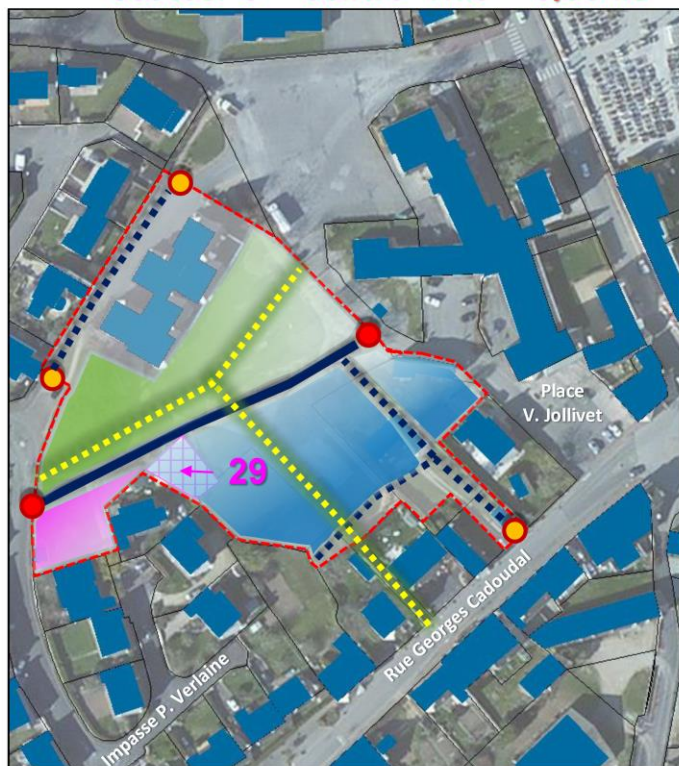 Place
V. Jollivet
29
Rue Georges Cadoudal
Impasse P. Verlaine